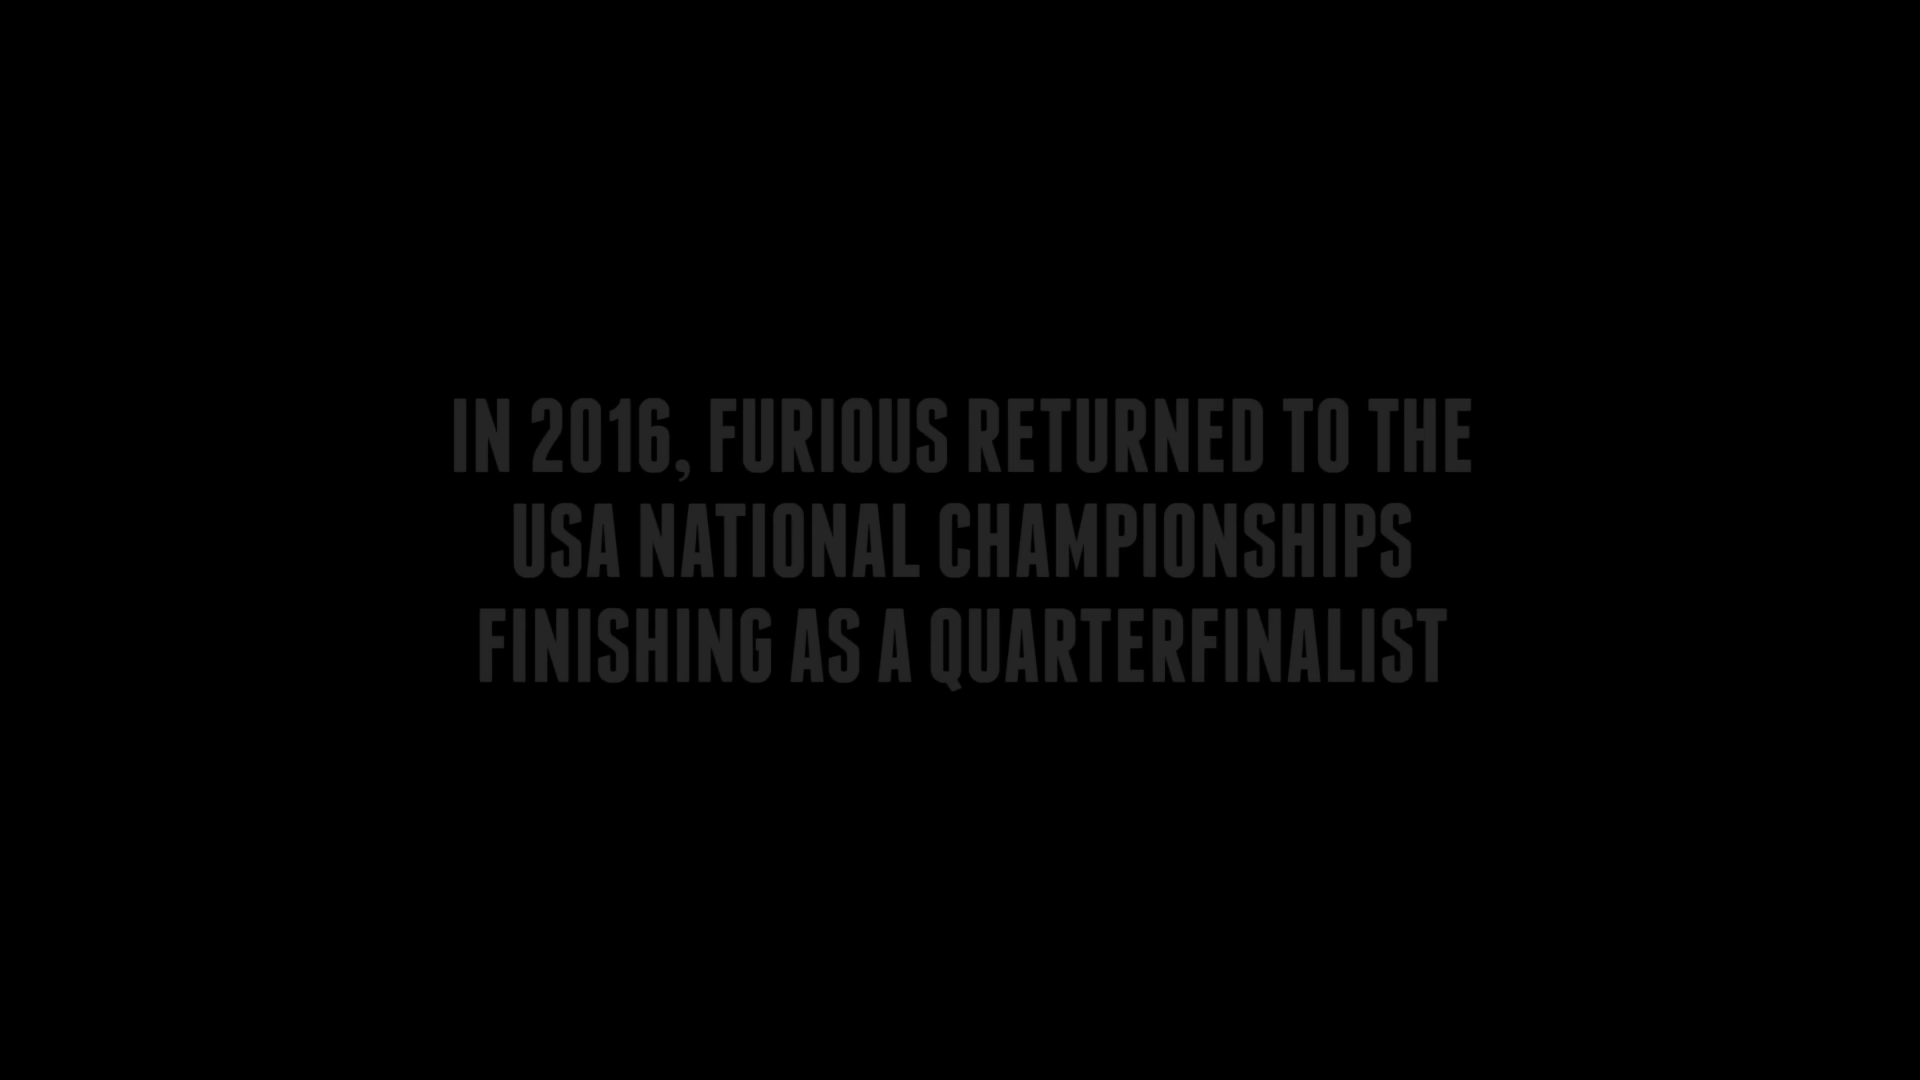 IN 2016, FURIOUS RETURNED TO THE
USA NATIONAL CHAMPIONSHIPS
FINISHING AS A QUARTERFINALIST